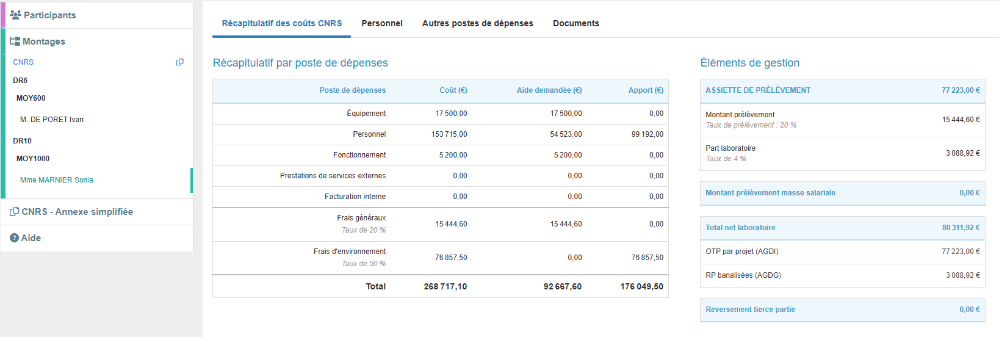 Participants
Montages
CNRS
DR6
MOY600
M. DE PORET Ivan
DR10
MOY1000
Mme MARNIER Sonia
CNRS - Annexe simplifiée
Aide
Récapitulatif des coûts CNRS Personnel Autres postes de dépenses Documents
Récapitulatif par poste de dépenses
Poste de dépenses Coût (€) Aide demandée (€) Apport (€)
Équipement 17 500,00 17 500,00 0,00
Personnel 153 715,00 54 523,00 99 192,00
Fonctionnement 5 200,00 5 200,00 0,00
Prestations de services externes 0,00 0,00 0,00
Facturation interne 0,00 0,00 0,00
Frais généraux 15 444,60 15 444,60 0,00
Taux de 20 %
Frais d'environnement 76 857,50 0,00 76 857,50
Taux de 50 %
Total 268 717,10 92 667,60 176 049,50
Éléments de gestion
ASSIETTE DE PRÉLÈVEMENT 77 223,00 €
Montant prélèvement 15 444,60 €
Taux de prélèvement : 20 %
Part laboratoire 3 088,92 €
Taux de 4 %
Montant prélèvement masse salariale 0,00 €
Total net laboratoire 80 311,92 €
OTP par projet (AGDI) 77 223,00 €
RP banalisées (AGDG) 3 088,92 €
Reversement tierce partie 0,00 €